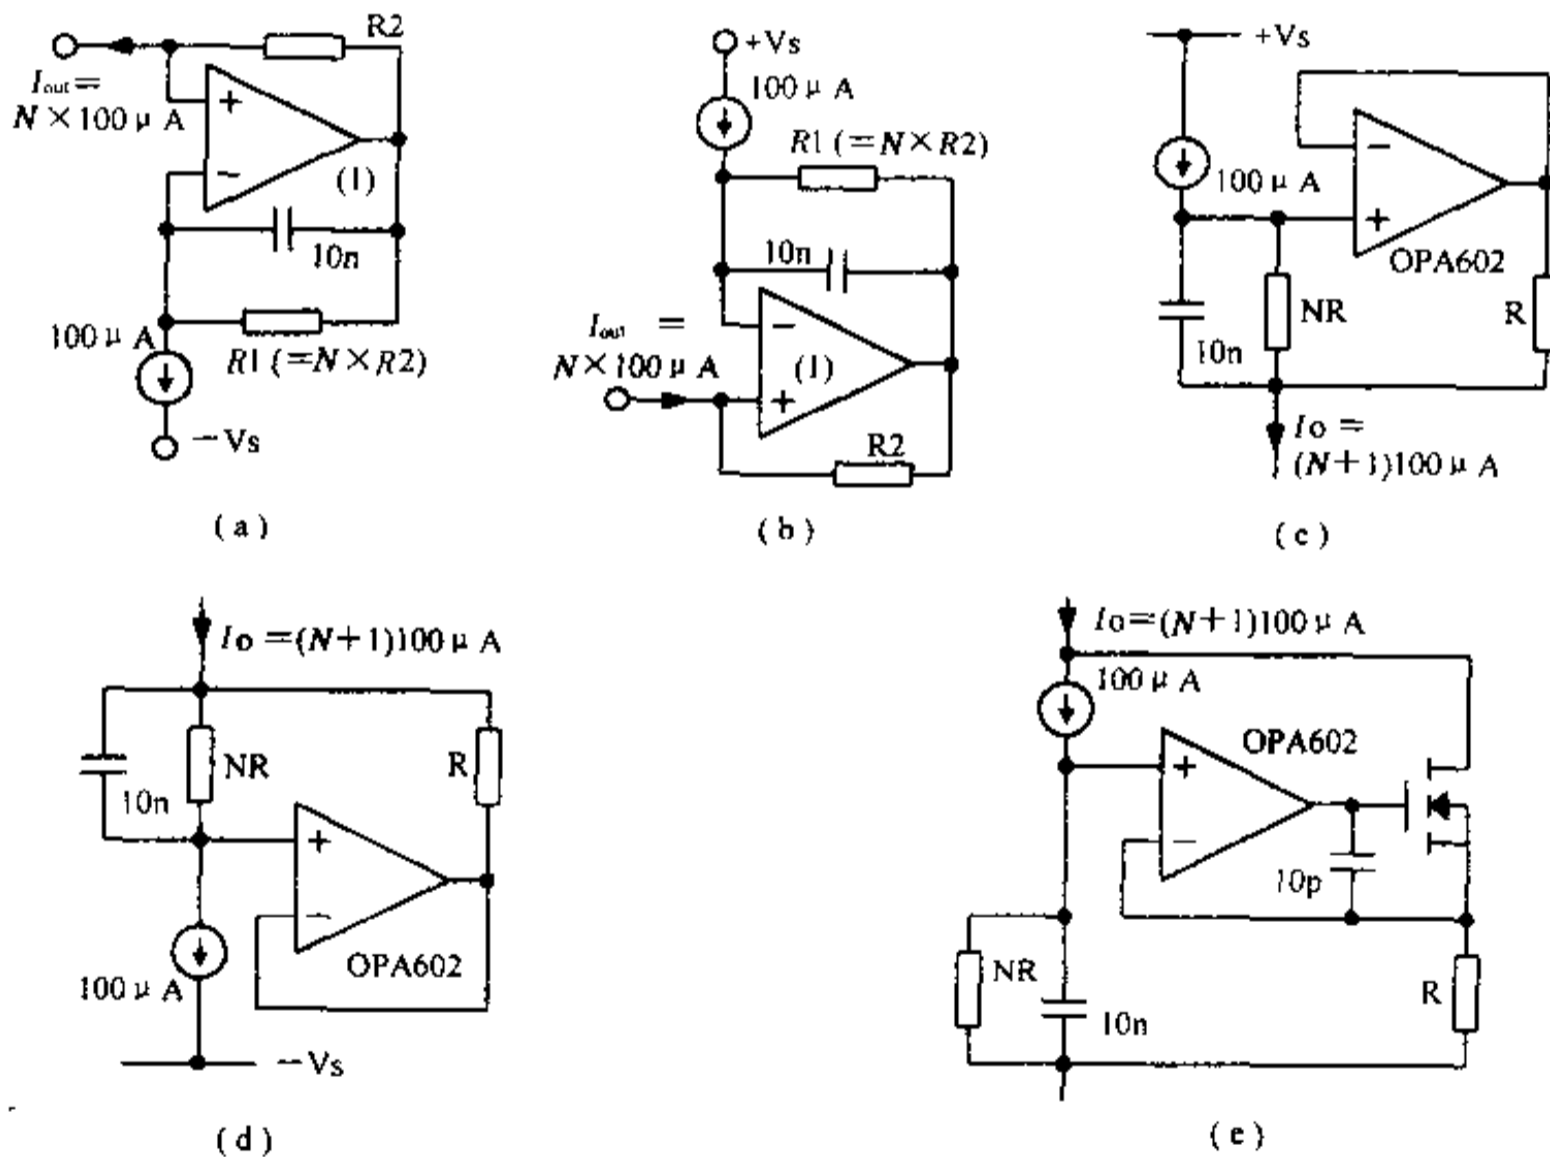 R2
Iout=
N×100μA
+
−
(1)
10n
100μA
R1(=N×R2)
−Vs
(a)
+Vs
100μA
R1(=N×R2)
10n
Iout =
N×100μA
−
(1)
+
R2
(b)
+Vs
100μA
−
+
OPA602
NR
R
10n
Io =
(N+1)100μA
(c)
Io=(N+1)100μA
NR
R
10n
+
−
OPA602
100μA
−Vs
(d)
Io=(N+1)100μA
100μA
OPA602
+
−
10p
NR
R
10n
(e)